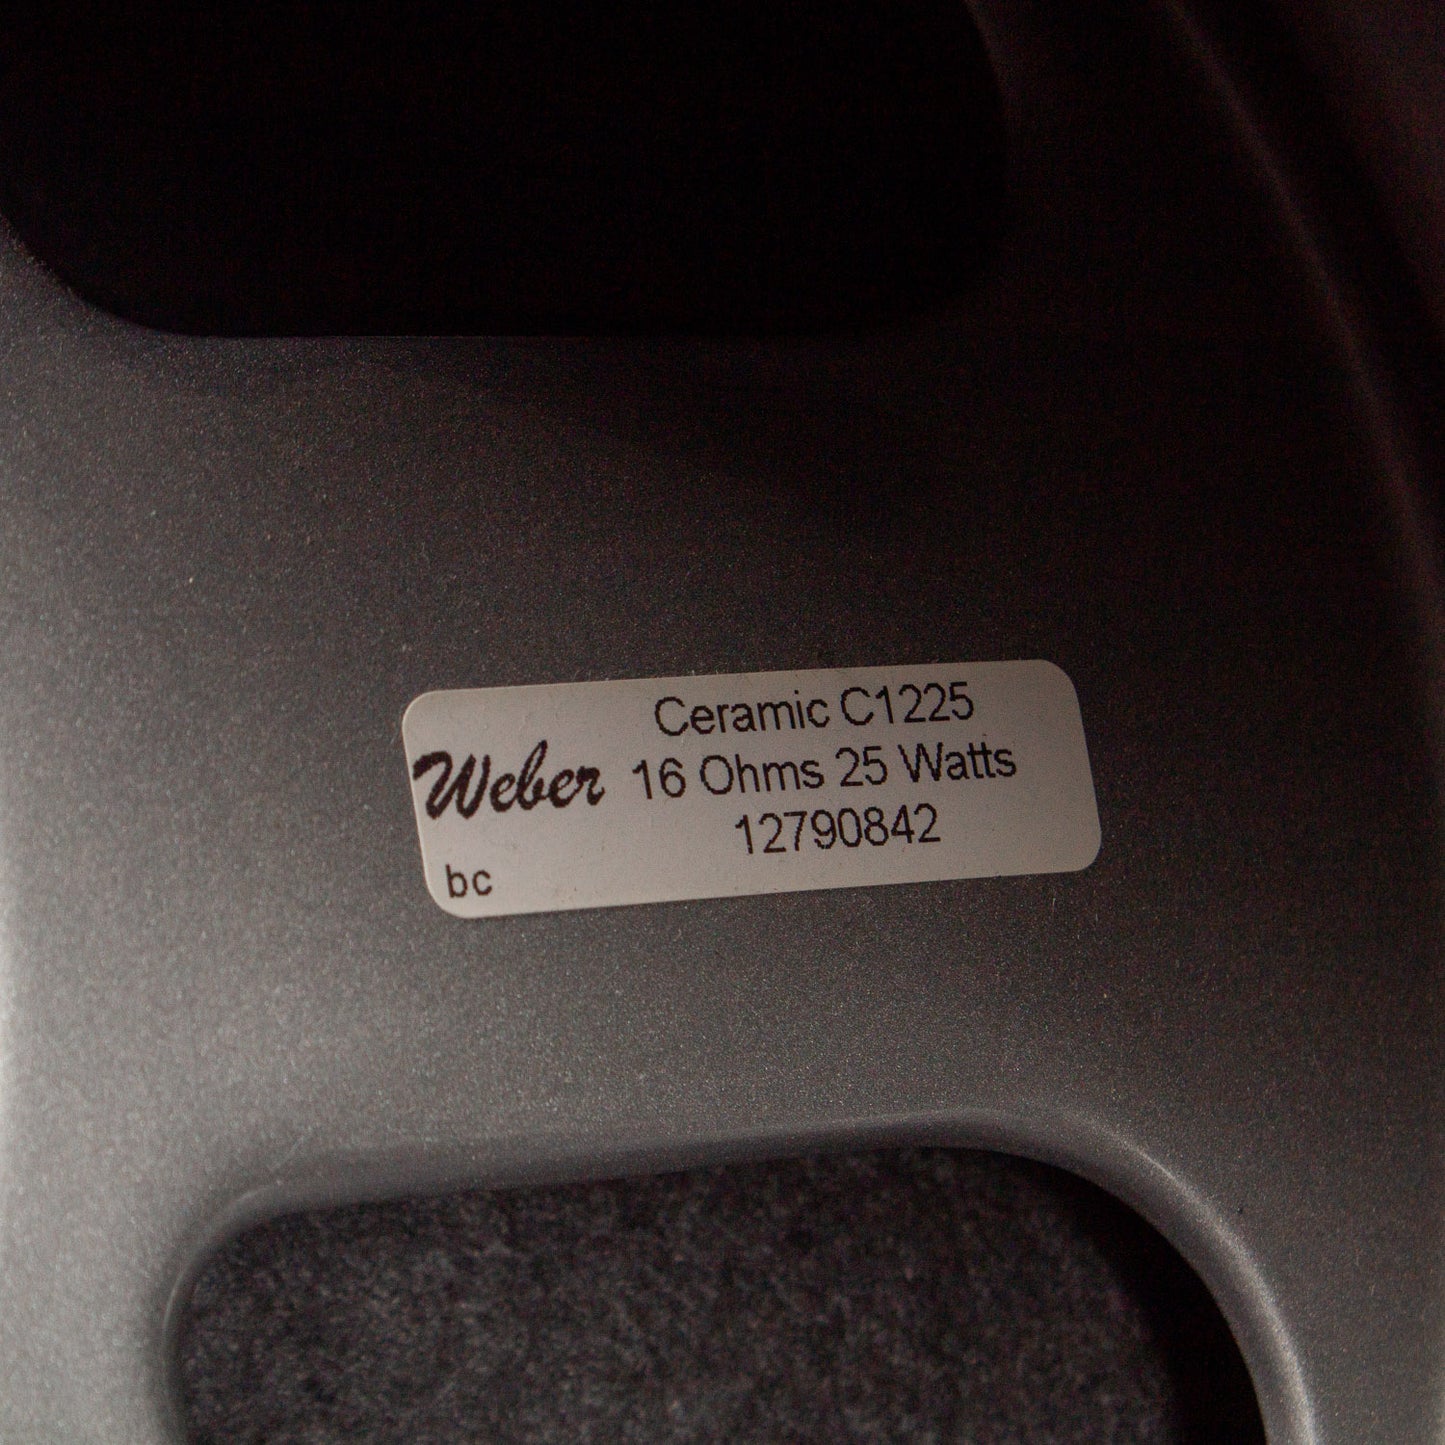 Ceramic C1225
Weber 16 Ohms 25 Watts
12790842
bc